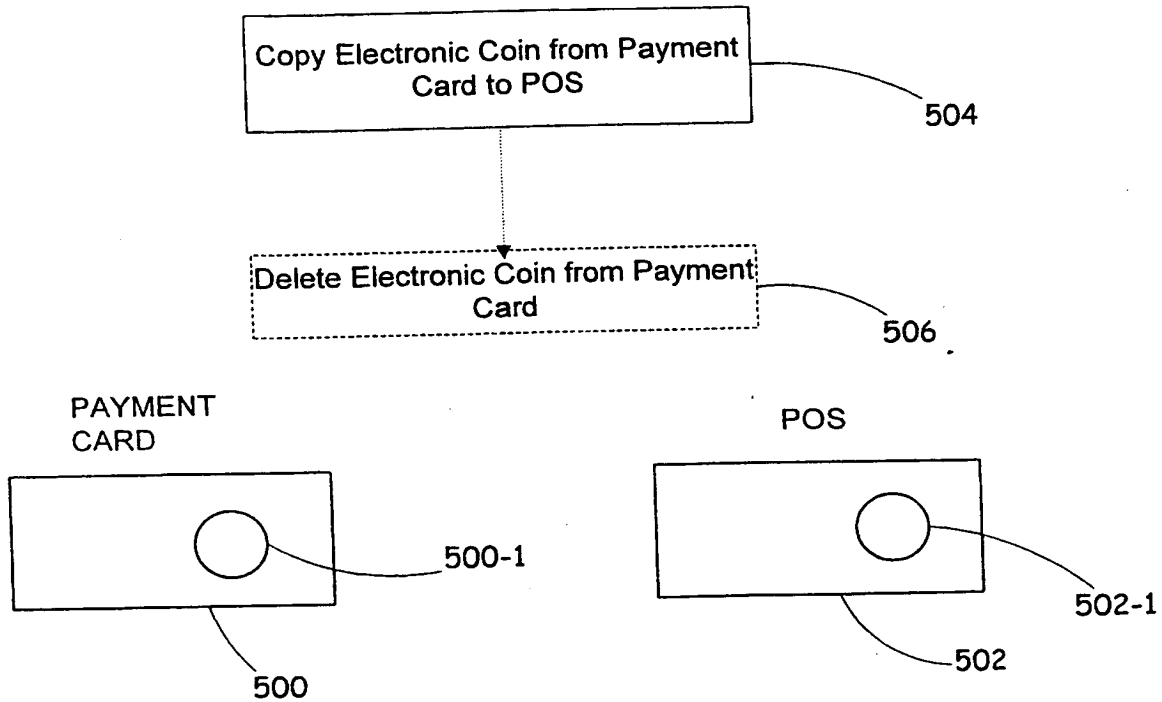 Copy Electronic Coin from Payment
Card to POS
504
Delete Electronic Coin from Payment
Card
506
PAYMENT
CARD
POS
500-1
502-1
500
502